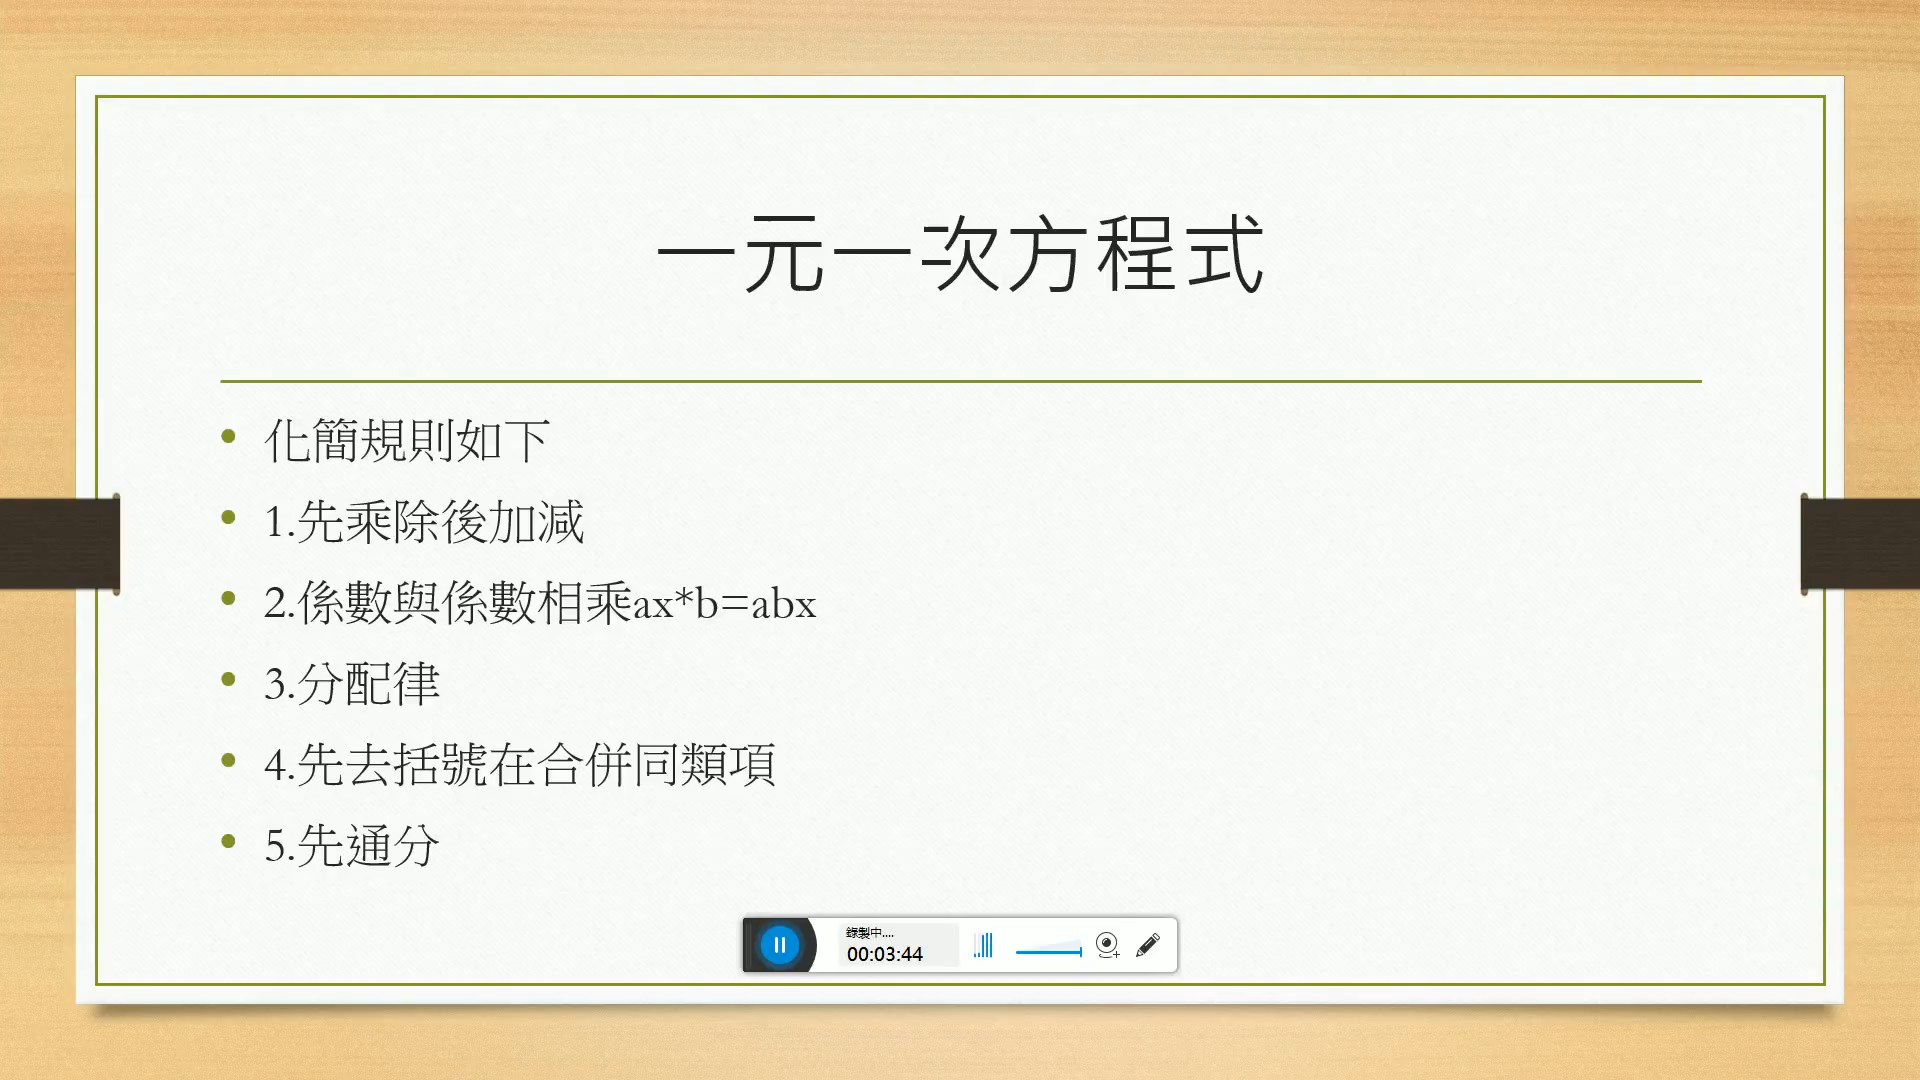 一元一次方程式
化簡規則如下
1.先乘除後加減
2.係數與係數相乘ax*b=abx
3.分配律
4.先去括號在合併同類項
5.先通分
錄製中....
00:03:44